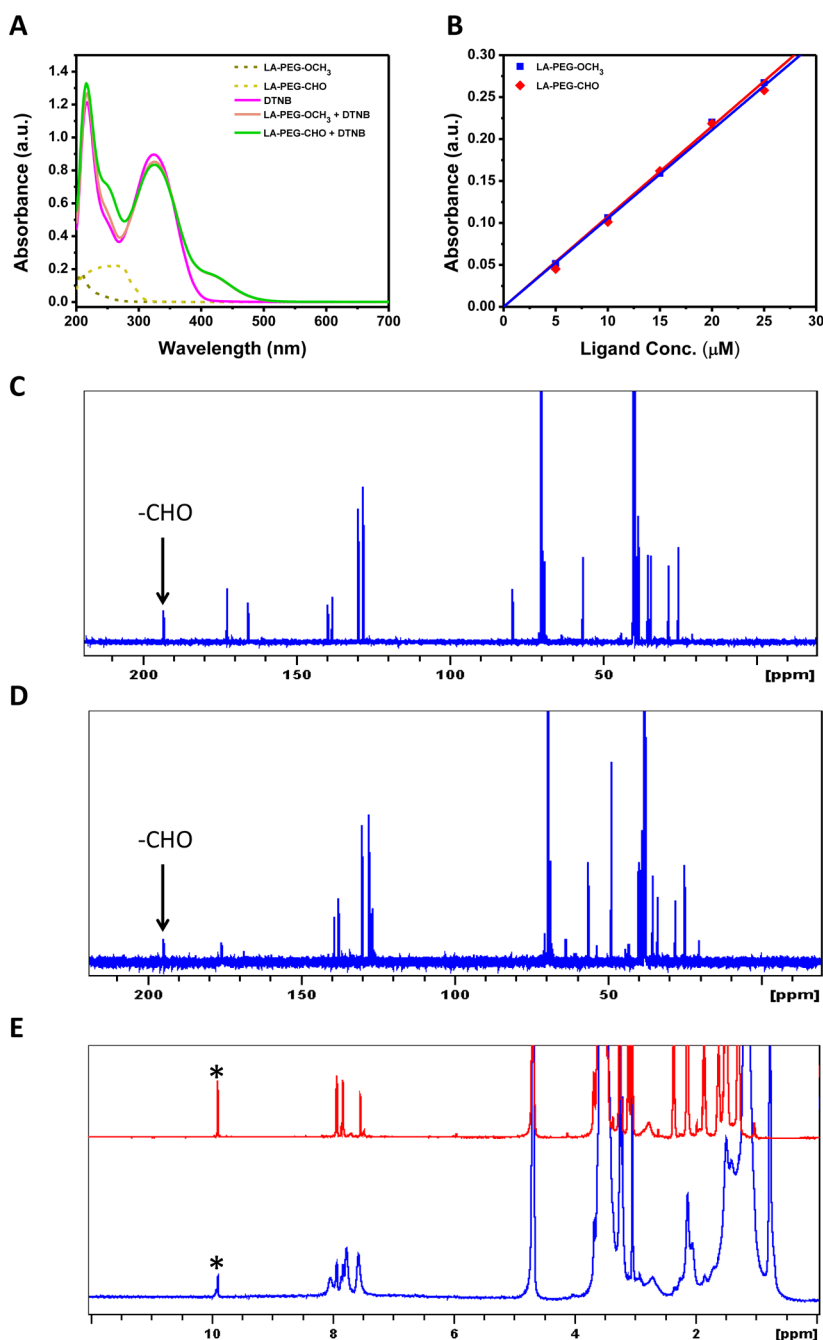 A
LA-PEG-OCH3
LA-PEG-CHO
DTNB
LA-PEG-OCH3 + DTNB
LA-PEG-CHO + DTNB
1.4
1.2
1.0
0.8
0.6
0.4
0.2
0.0
200 300 400 500 600 700
Absorbance (a.u.)
Wavelength (nm)
B
LA-PEG-OCH3
LA-PEG-CHO
0.30
0.25
0.20
0.15
0.10
0.05
0.00
0 5 10 15 20 25 30
Absorbance (a.u.)
Ligand Conc. (μM)
C
-CHO
200 150 100 50 [ppm]
D
-CHO
200 150 100 50 [ppm]
E
*
*
10 8 6 4 2 [ppm]